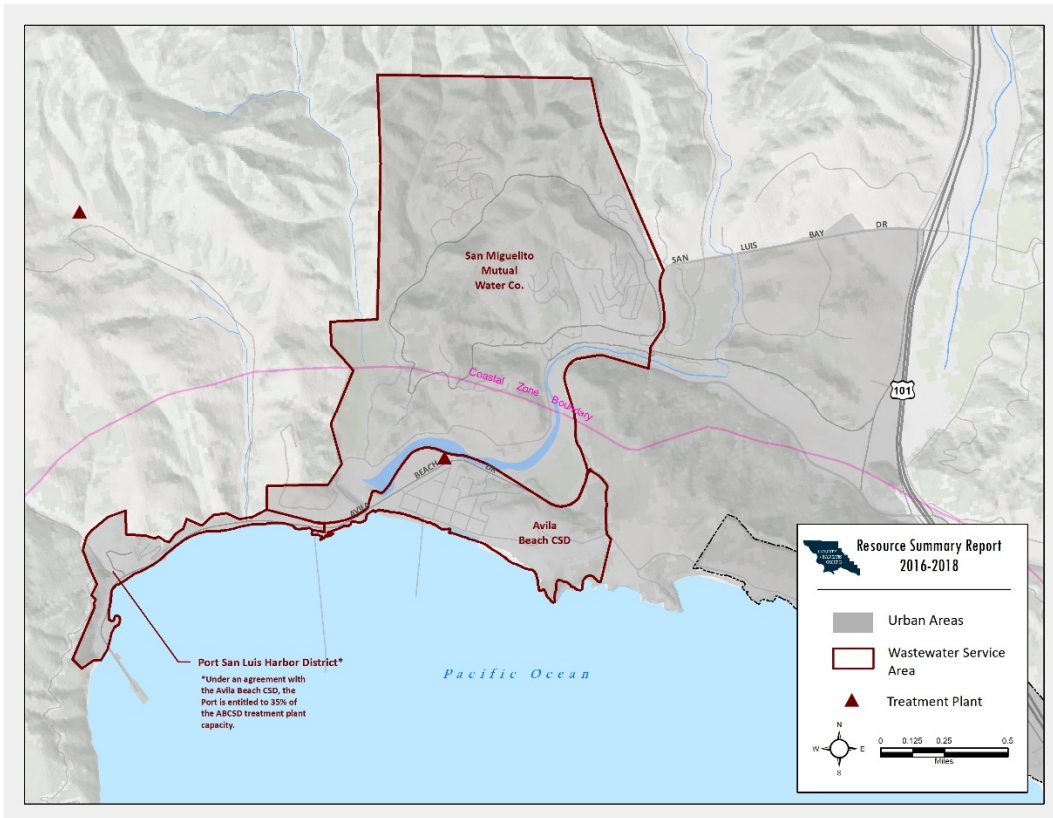 San Miguelito
Mutual
Water Co.
SAN LUIS BAY DR
101
Coastal Zone Boundary
AVILA BEACH DR
Avila
Beach CSD
Port San Luis Harbor District*
*Under an agreement with
the Avila Beach CSD, the
Port is entitled to 35% of
the ABCSD treatment plant
capacity.
Pacific Ocean
Resource Summary Report
2016-2018
Urban Areas
Wastewater Service
Area
Treatment Plant
N
W E
S
0 0.125 0.25 0.5
Miles